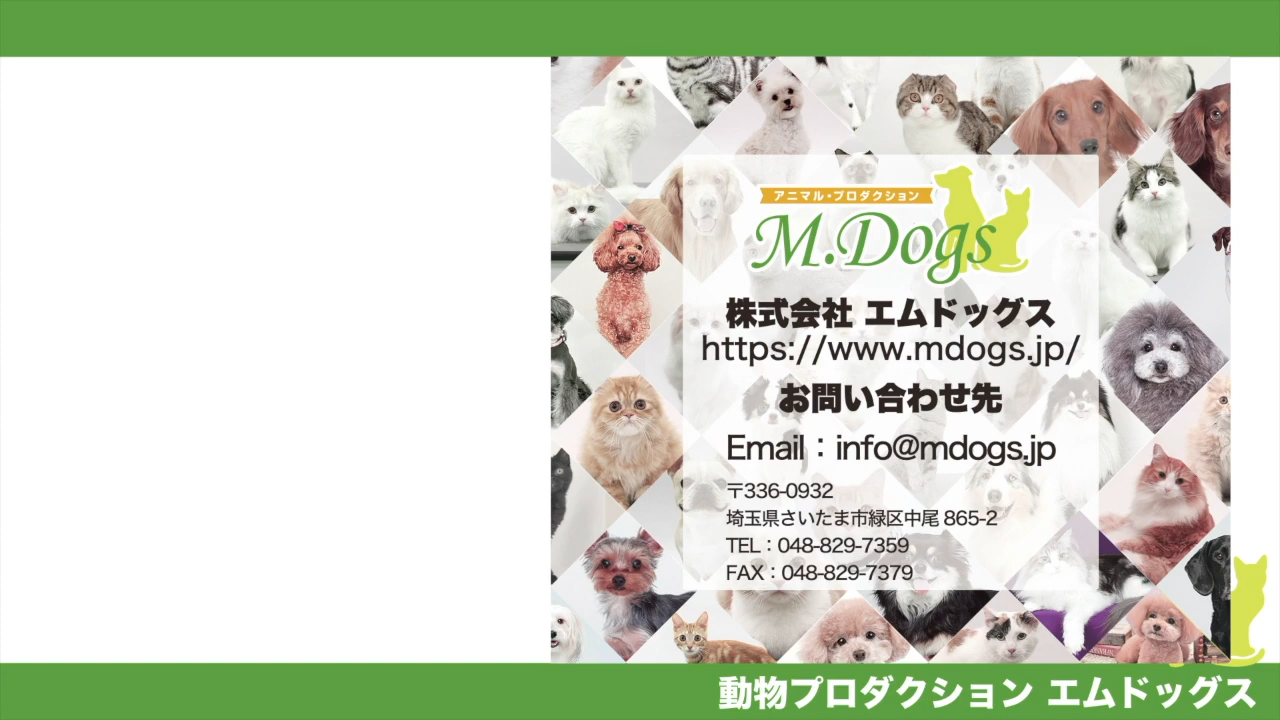 アニマル・プロダクション
M.Dogs
株式会社 エムドッグス
https://www.mdogs.jp/
お問い合わせ先
Email：info@mdogs.jp
〒336-0932
埼玉県さいたま市緑区中尾 865-2
TEL：048-829-7359
FAX：048-829-7379
動物プロダクション エムドッグス